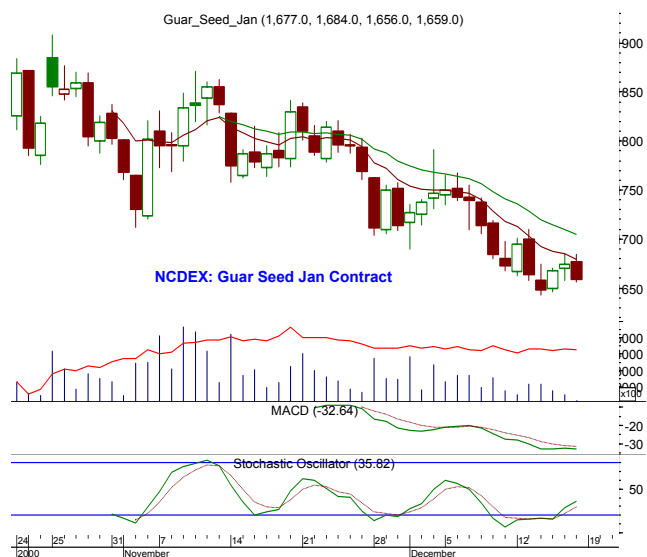 Guar_Seed_Jan (1,677.0, 1,684.0, 1,656.0, 1,659.0)
900
850
800
750
700
650
NCDEX: Guar Seed Jan Contract
x100
MACD (-32.64)
-20
-30
Stochastic Oscillator (35.82)
50
24 25' 31 7' 14' 21' 28' 5' 12' 19'
2000 November December